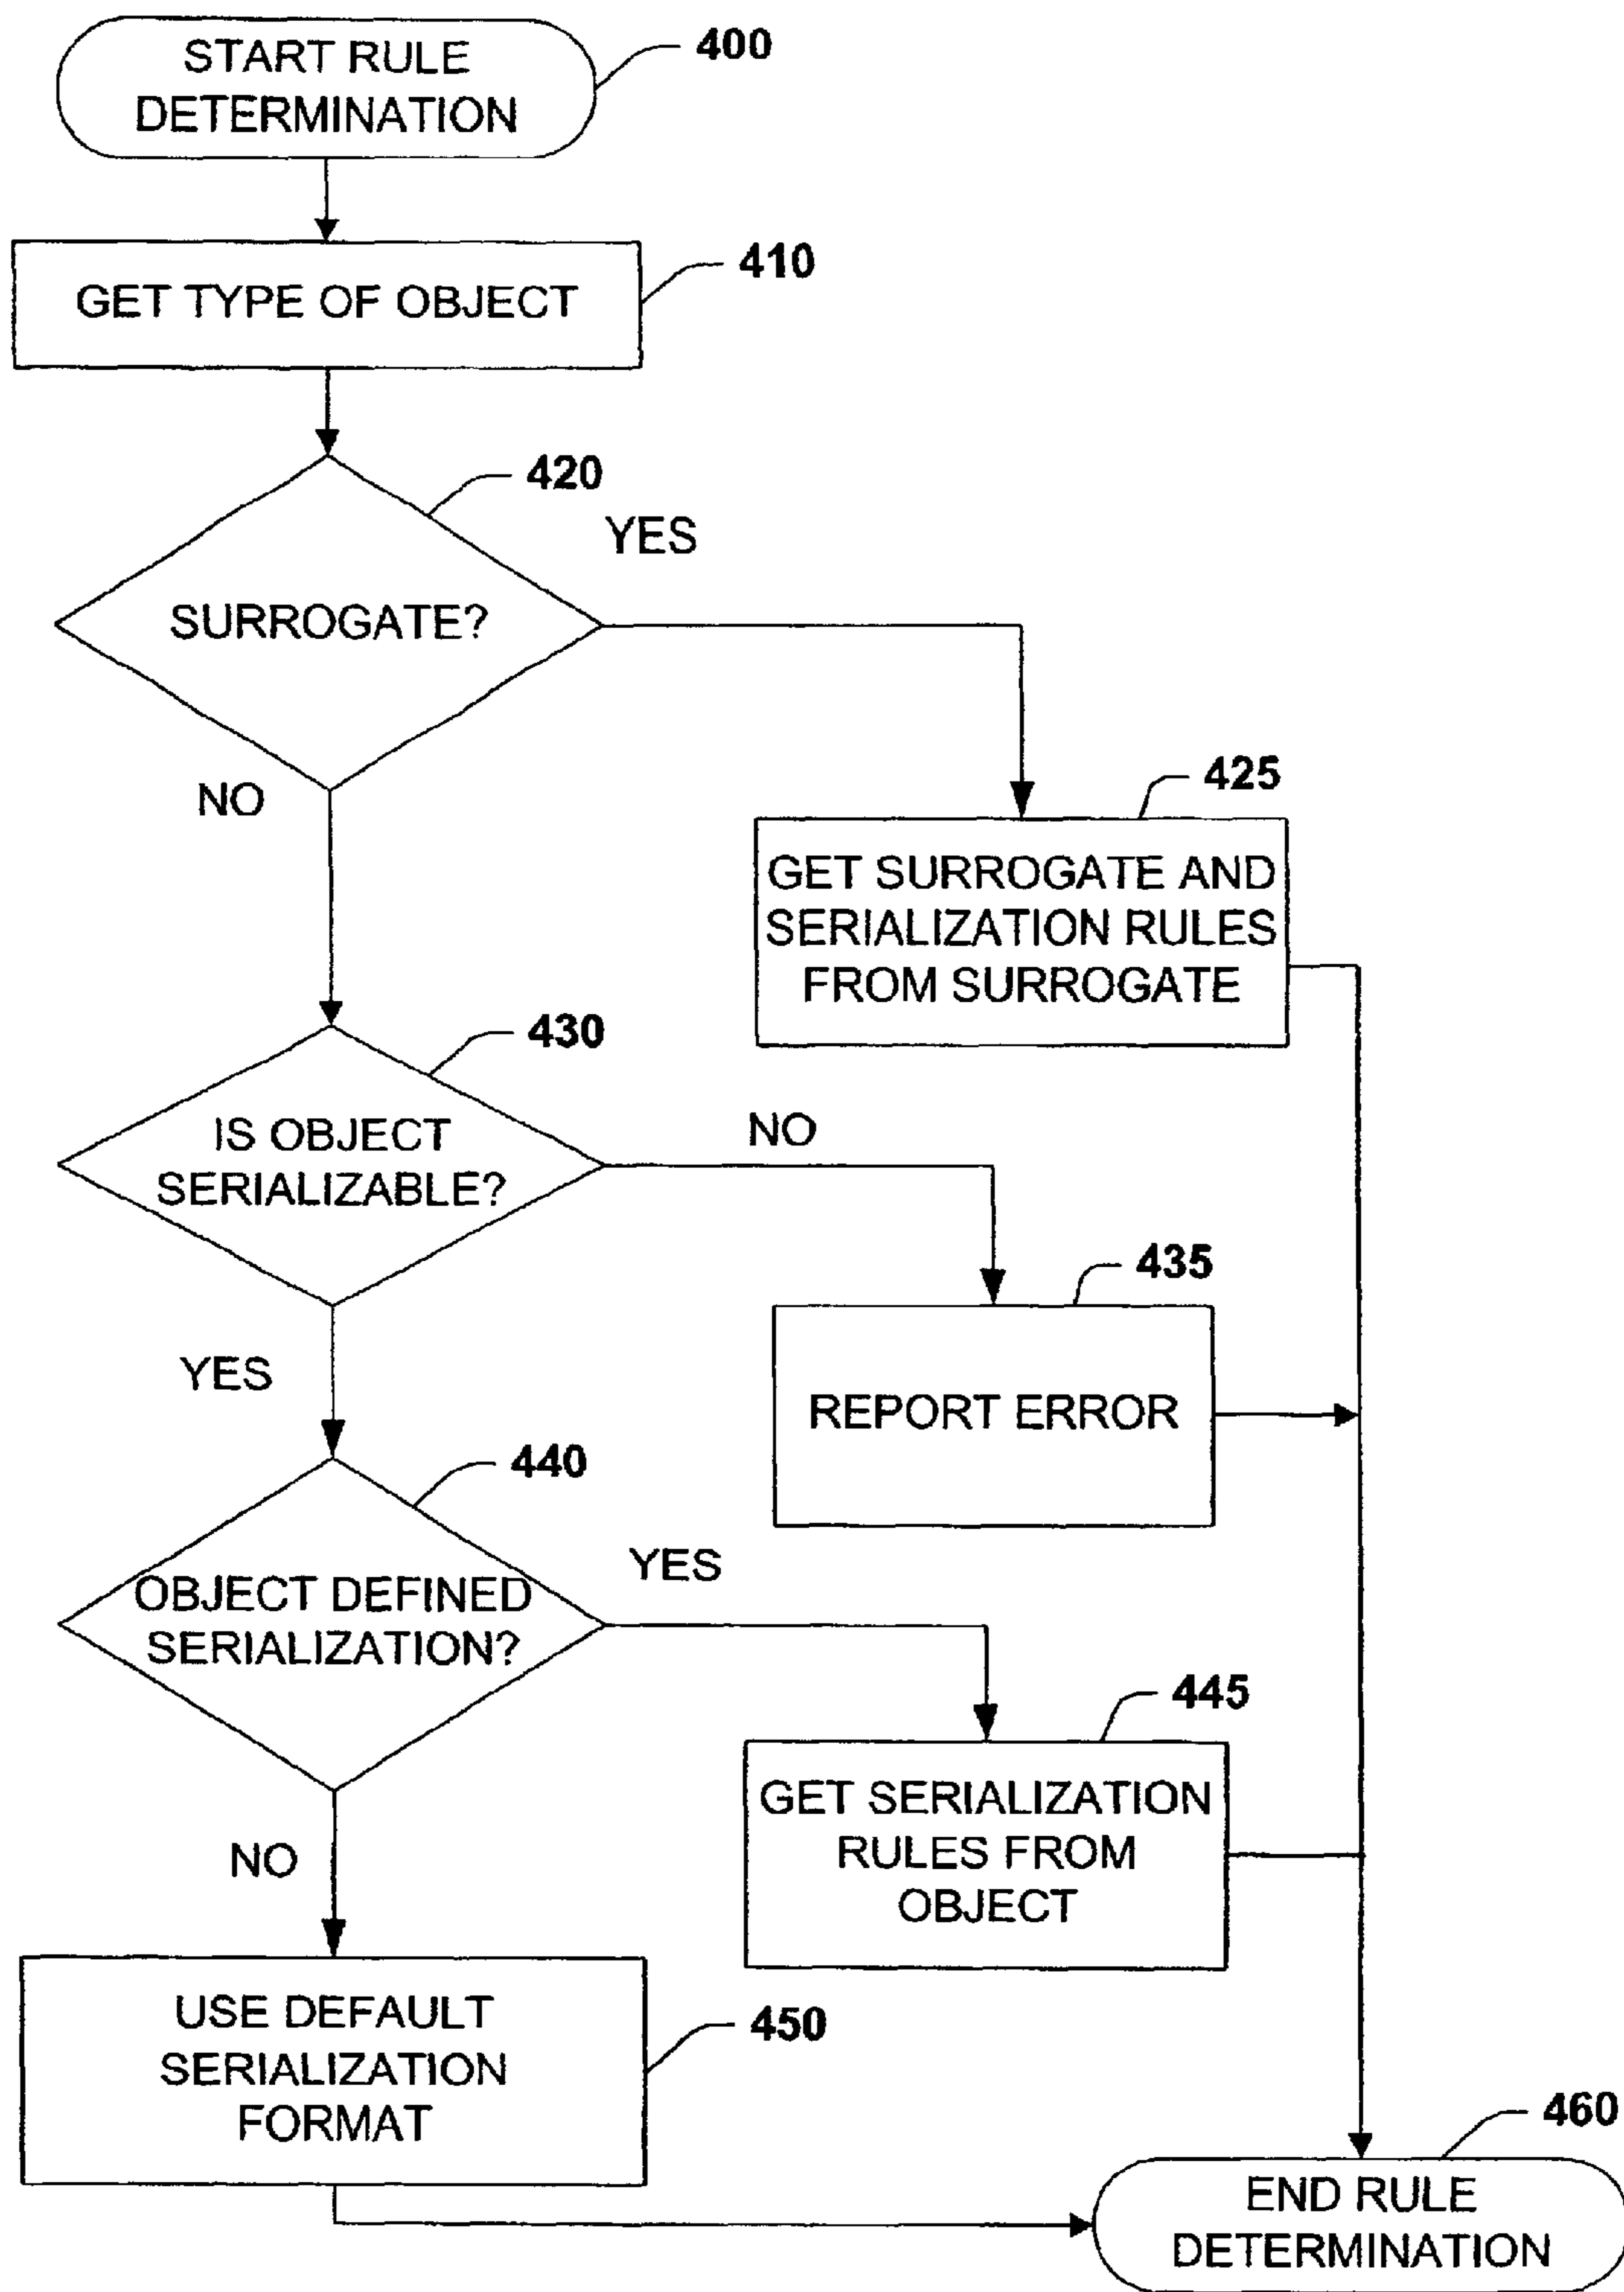 START RULE
DETERMINATION
400
GET TYPE OF OBJECT
410
420
YES
SURROGATE?
NO
425
GET SURROGATE AND
SERIALIZATION RULES
FROM SURROGATE
430
NO
IS OBJECT
SERIALIZABLE?
435
YES
REPORT ERROR
440
YES
OBJECT DEFINED
SERIALIZATION?
445
GET SERIALIZATION
RULES FROM
OBJECT
NO
USE DEFAULT
SERIALIZATION
FORMAT
450
460
END RULE
DETERMINATION